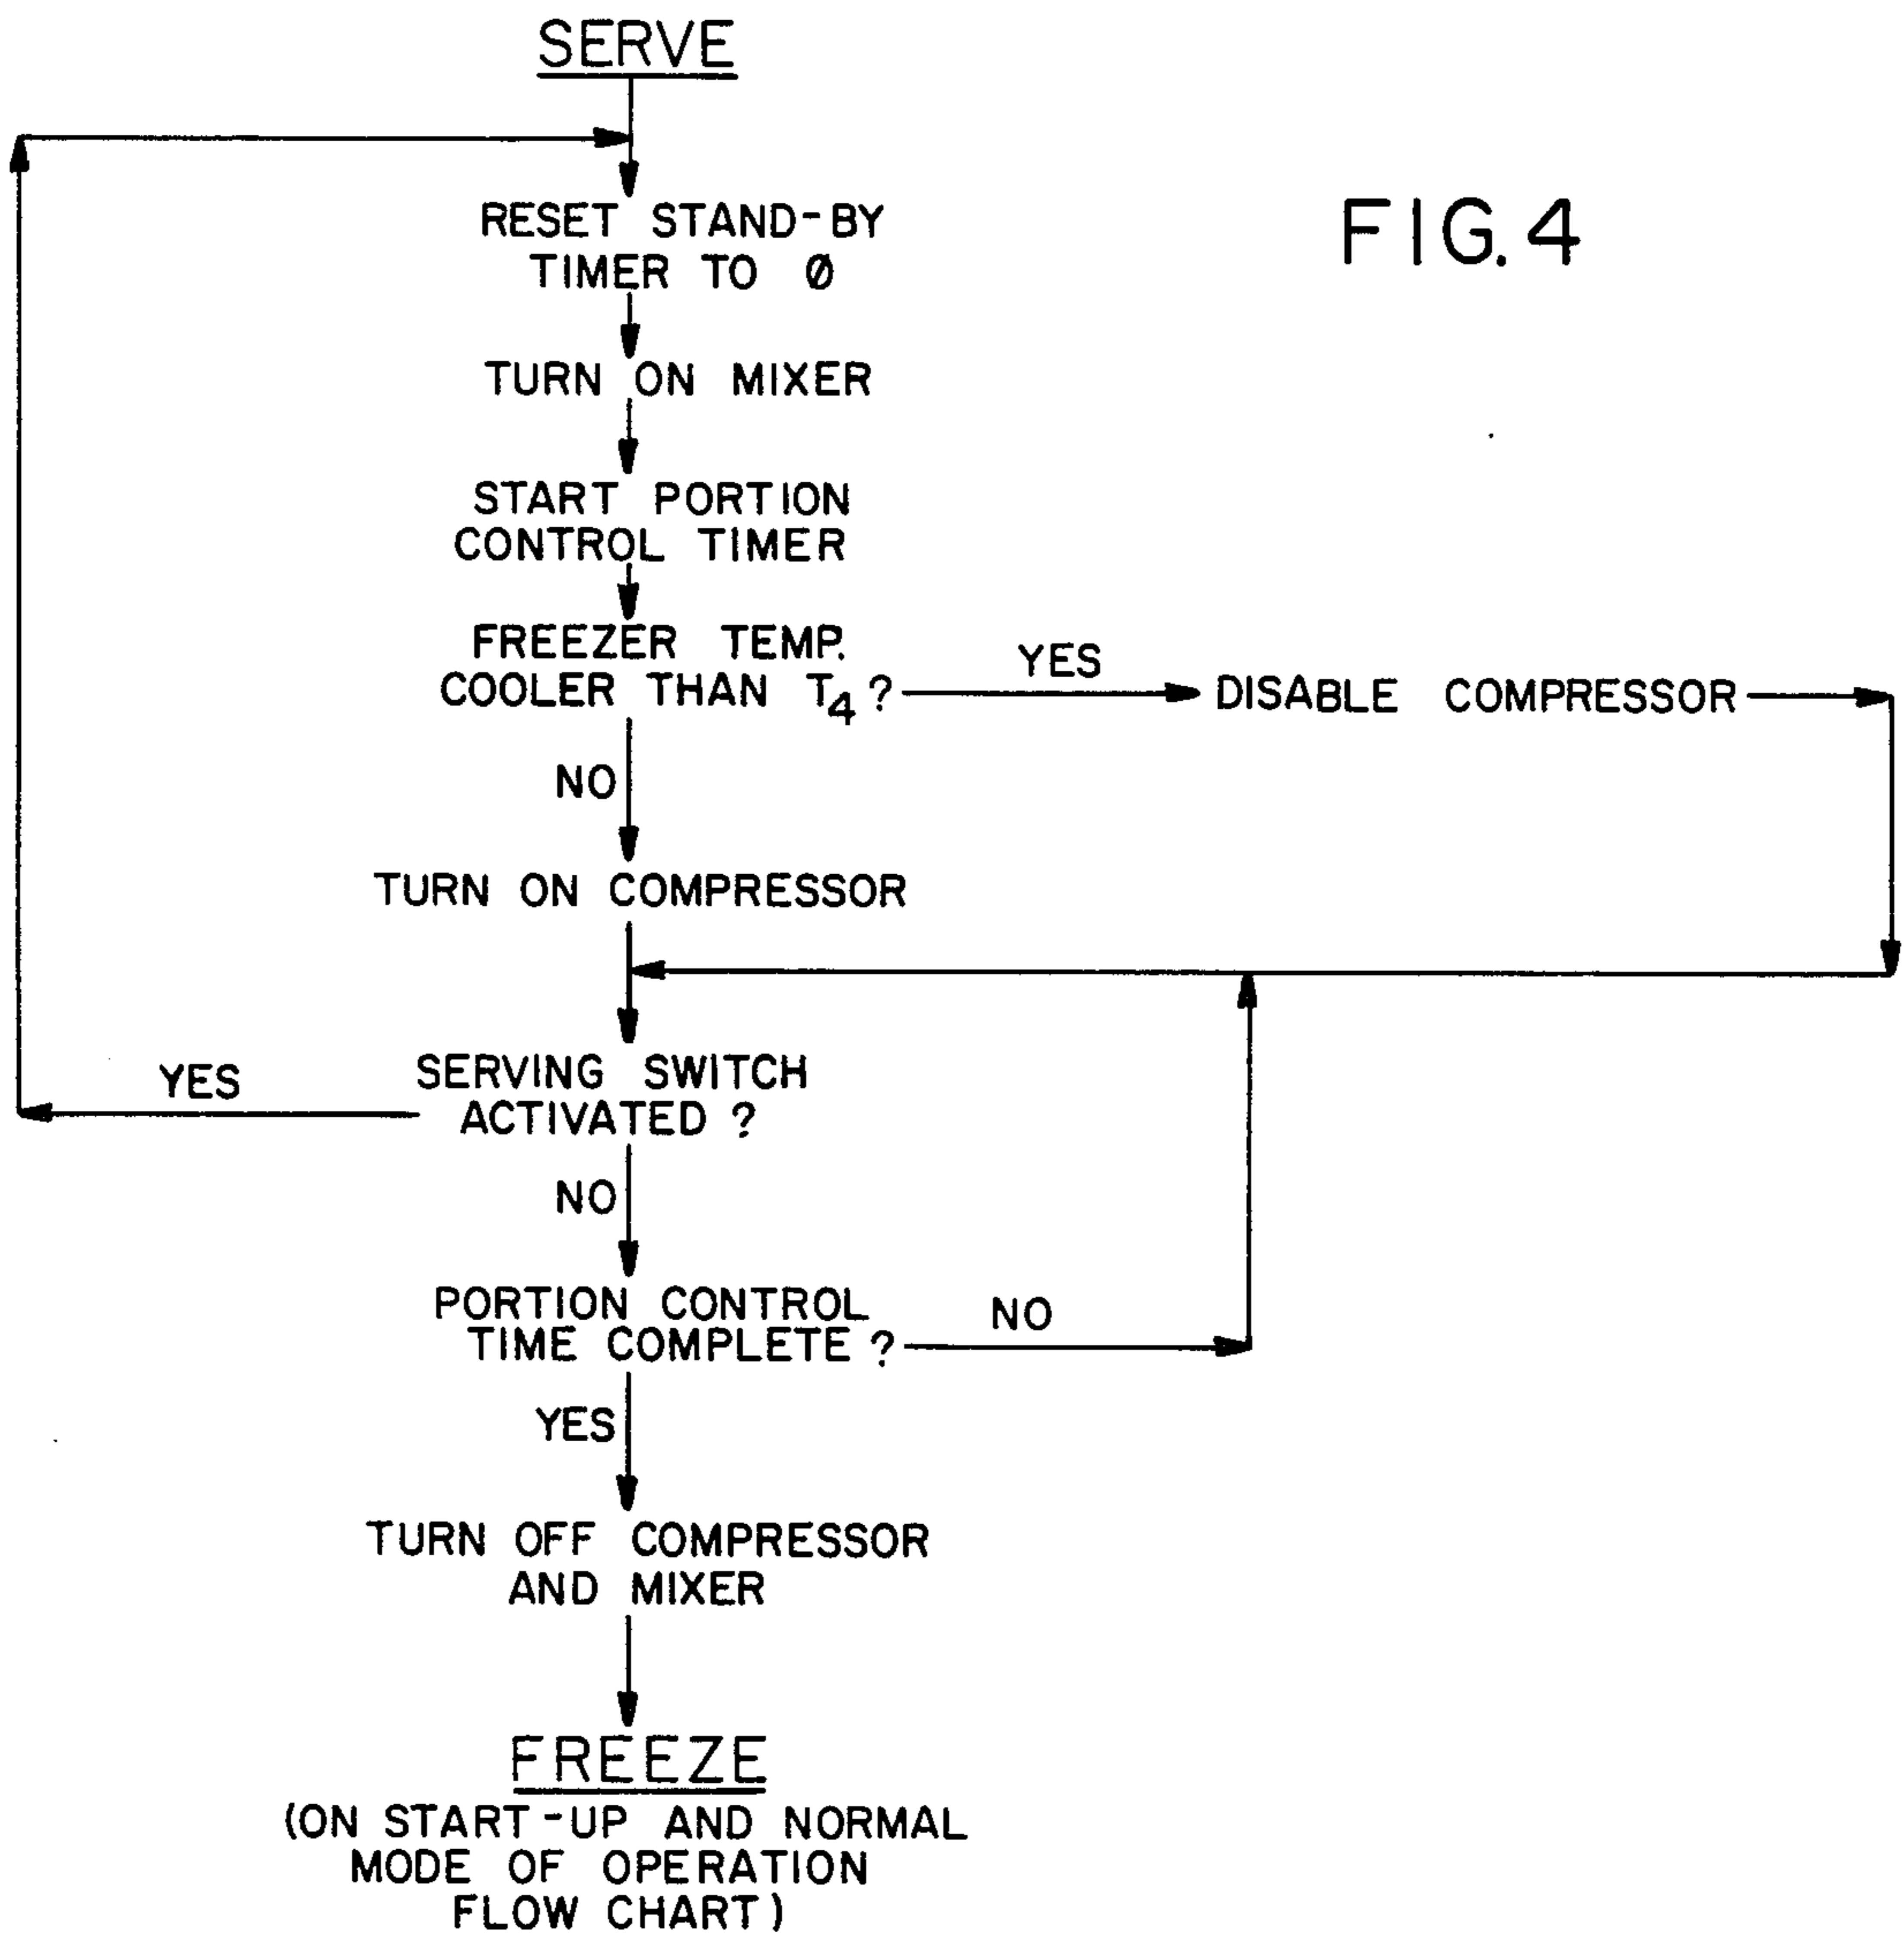 SERVE
FIG. 4
RESET STAND-BY
TIMER TO Ø
TURN ON MIXER
START PORTION
CONTROL TIMER
FREEZER TEMP.
COOLER THAN T4 ?
YES
DISABLE COMPRESSOR
NO
TURN ON COMPRESSOR
SERVING SWITCH
ACTIVATED ?
YES
NO
PORTION CONTROL
TIME COMPLETE ?
NO
YES
TURN OFF COMPRESSOR
AND MIXER
FREEZE
(ON START-UP AND NORMAL
MODE OF OPERATION
FLOW CHART)